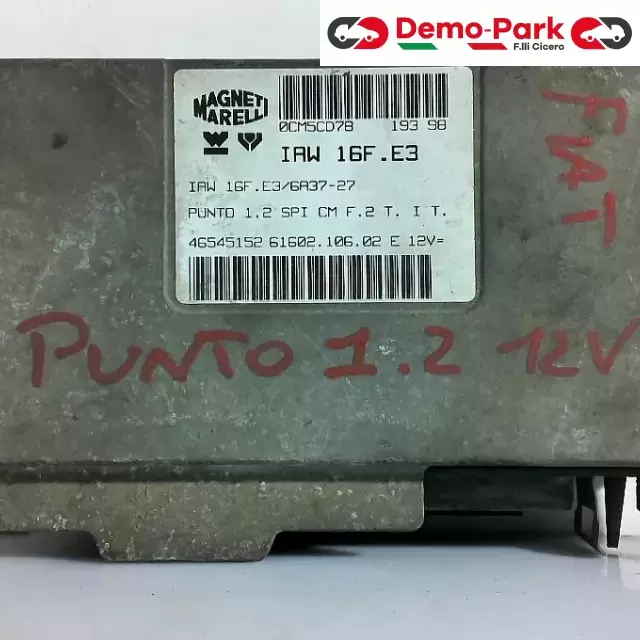 Demo-Park
F.lli Cicero
MAGNETI
MARELLI
0CM5CD78 193 98
IAW 16F.E3
IAW 16F.E3/6A37-27
PUNTO 1.2 SPI CM F.2 T. I T.
46545152 61602.106.02 E 12V=
FIAT
PUNTO 1.2 12V